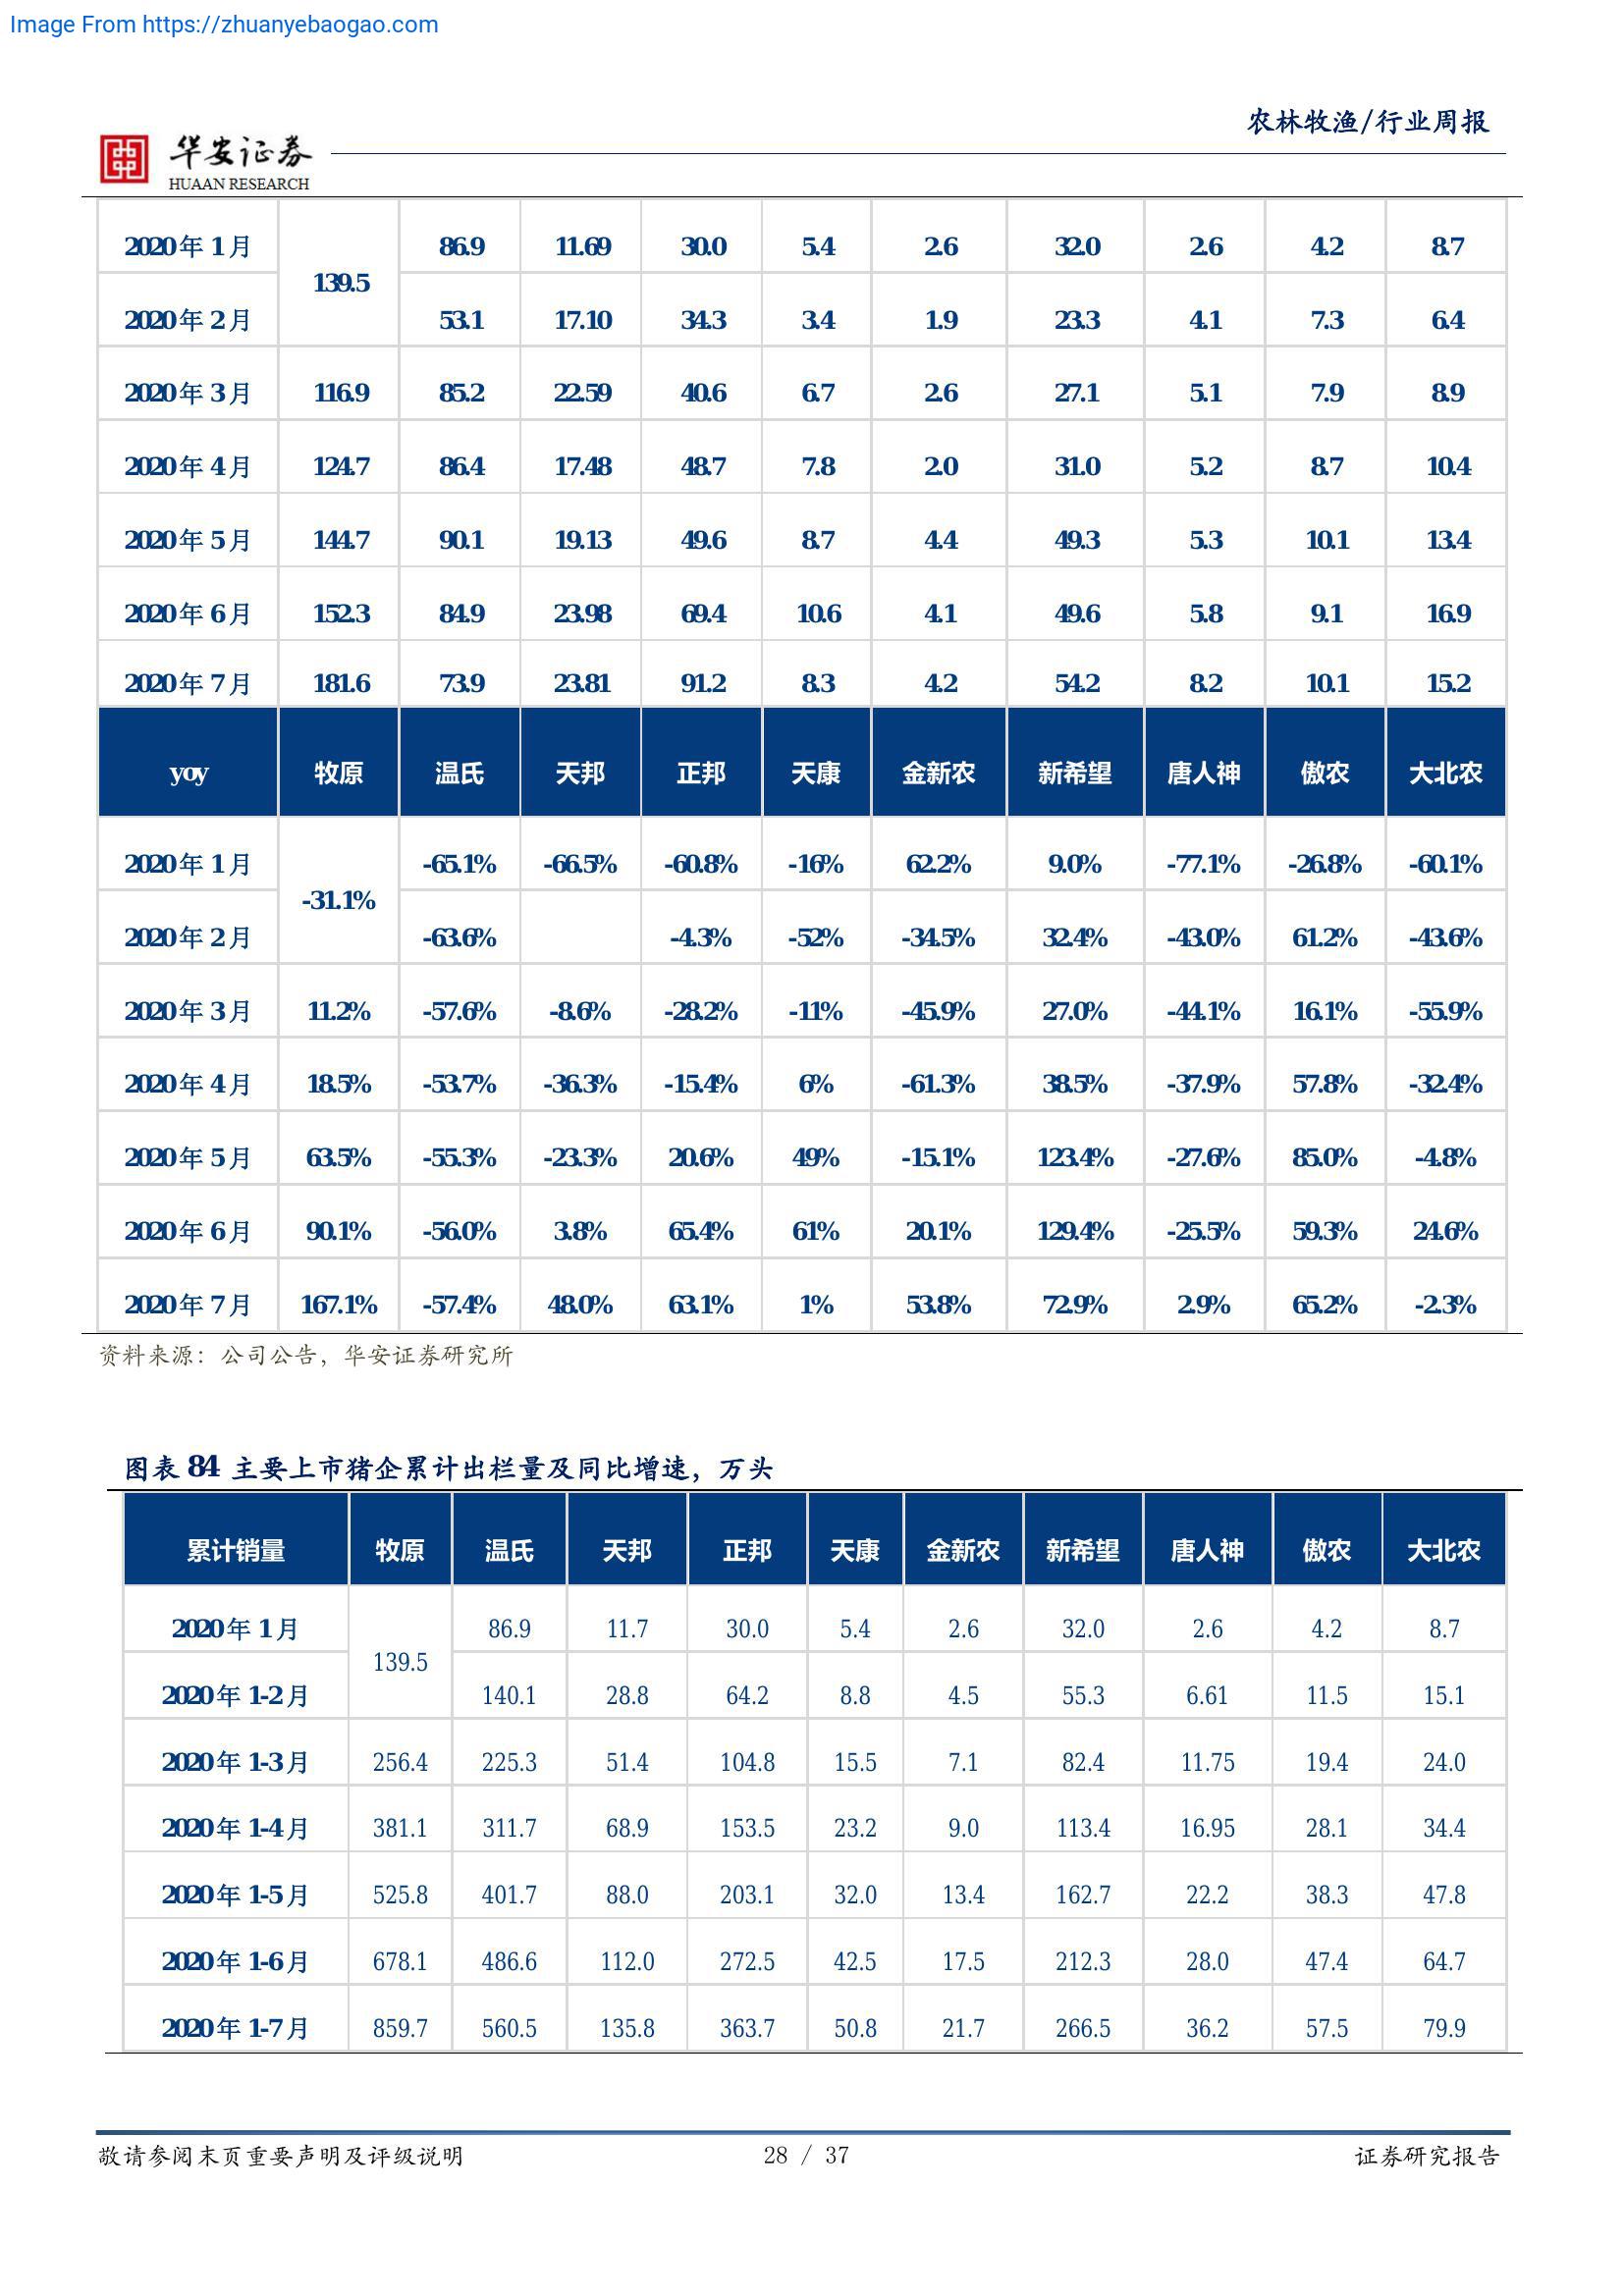 Image From https://zhuanyebaogao.com
农林牧渔/行业周报
华安证券
HUAAN RESEARCH
2020年1月 139.5 86.9 11.69 30.0 5.4 2.6 32.0 2.6 4.2 8.7
2020年2月 53.1 17.10 34.3 3.4 1.9 23.3 4.1 7.3 6.4
2020年3月 116.9 85.2 22.59 40.6 6.7 2.6 27.1 5.1 7.9 8.9
2020年4月 124.7 86.4 17.48 48.7 7.8 2.0 31.0 5.2 8.7 10.4
2020年5月 144.7 90.1 19.13 49.6 8.7 4.4 49.3 5.3 10.1 13.4
2020年6月 152.3 84.9 23.98 69.4 10.6 4.1 49.6 5.8 9.1 16.9
2020年7月 181.6 73.9 23.81 91.2 8.3 4.2 54.2 8.2 10.1 15.2
yoy 牧原 温氏 天邦 正邦 天康 金新农 新希望 唐人神 傲农 大北农
2020年1月 -31.1% -65.1% -66.5% -60.8% -16% 62.2% 9.0% -77.1% -26.8% -60.1%
2020年2月 -63.6% -4.3% -52% -34.5% 32.4% -43.0% 61.2% -43.6%
2020年3月 11.2% -57.6% -8.6% -28.2% -11% -45.9% 27.0% -44.1% 16.1% -55.9%
2020年4月 18.5% -53.7% -36.3% -15.4% 6% -61.3% 38.5% -37.9% 57.8% -32.4%
2020年5月 63.5% -55.3% -23.3% 20.6% 49% -15.1% 123.4% -27.6% 85.0% -4.8%
2020年6月 90.1% -56.0% 3.8% 65.4% 61% 20.1% 129.4% -25.5% 59.3% 24.6%
2020年7月 167.1% -57.4% 48.0% 63.1% 1% 53.8% 72.9% 2.9% 65.2% -2.3%
资料来源：公司公告，华安证券研究所
图表84 主要上市猪企累计出栏量及同比增速，万头
累计销量 牧原 温氏 天邦 正邦 天康 金新农 新希望 唐人神 傲农 大北农
2020年1月 139.5 86.9 11.7 30.0 5.4 2.6 32.0 2.6 4.2 8.7
2020年1-2月 140.1 28.8 64.2 8.8 4.5 55.3 6.61 11.5 15.1
2020年1-3月 256.4 225.3 51.4 104.8 15.5 7.1 82.4 11.75 19.4 24.0
2020年1-4月 381.1 311.7 68.9 153.5 23.2 9.0 113.4 16.95 28.1 34.4
2020年1-5月 525.8 401.7 88.0 203.1 32.0 13.4 162.7 22.2 38.3 47.8
2020年1-6月 678.1 486.6 112.0 272.5 42.5 17.5 212.3 28.0 47.4 64.7
2020年1-7月 859.7 560.5 135.8 363.7 50.8 21.7 266.5 36.2 57.5 79.9
敬请参阅末页重要声明及评级说明 28 / 37 证券研究报告